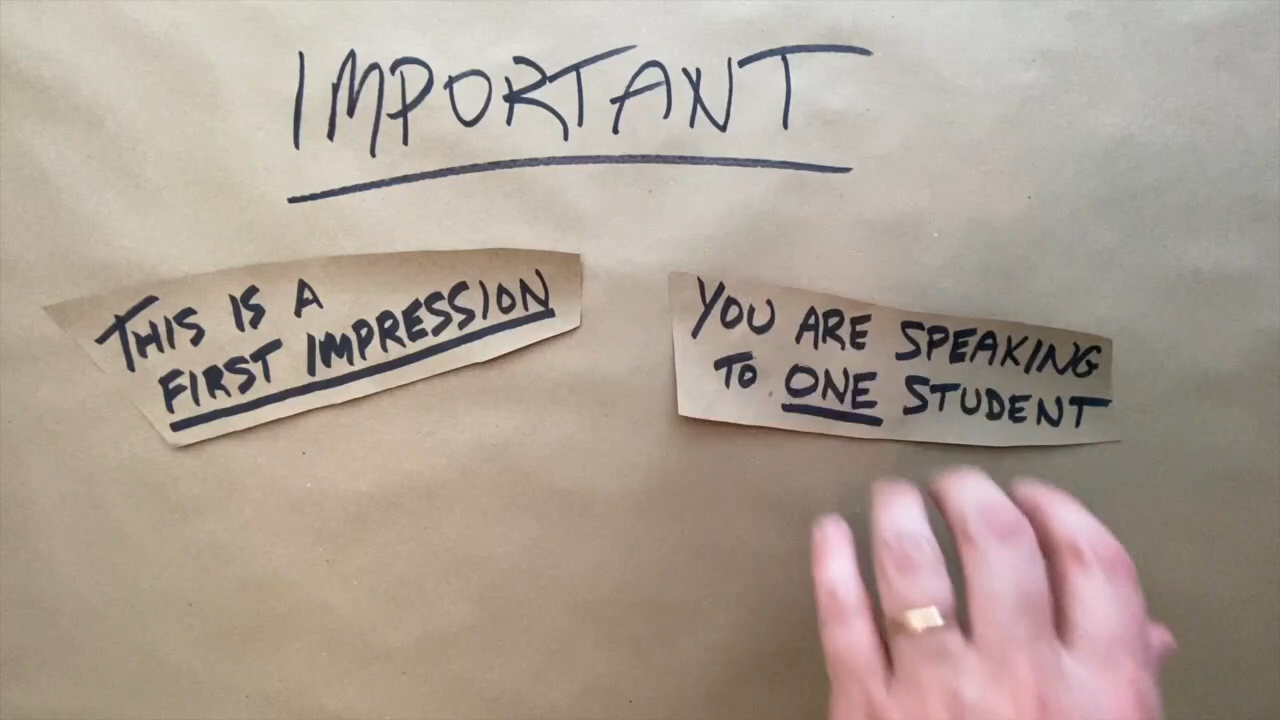 IMPORTANT
THIS IS A
FIRST IMPRESSION
YOU ARE SPEAKING
TO ONE STUDENT